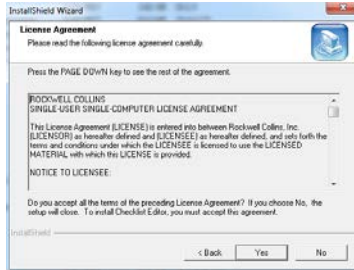 InstallShield Wizard
License Agreement
Please read the following license agreement carefully.
Press the PAGE DOWN key to see the rest of the agreement.
ROCKWELL COLLINS
SINGLE-USER SINGLE-COMPUTER LICENSE AGREEMENT
This License Agreement (LICENSE) is entered into between Rockwell Collins, Inc.
(LICENSOR) as hereafter defined and (LICENSEE) as hereafter defined, and sets forth the
terms and conditions under which the LICENSEE is licensed to use the LICENSED
MATERIAL with which this LICENSE is provided.
NOTICE TO LICENSEE:
Do you accept all the terms of the preceding License Agreement? If you choose No, the
setup will close. To install Checklist Editor, you must accept this agreement.
InstallShield
< Back
Yes
No